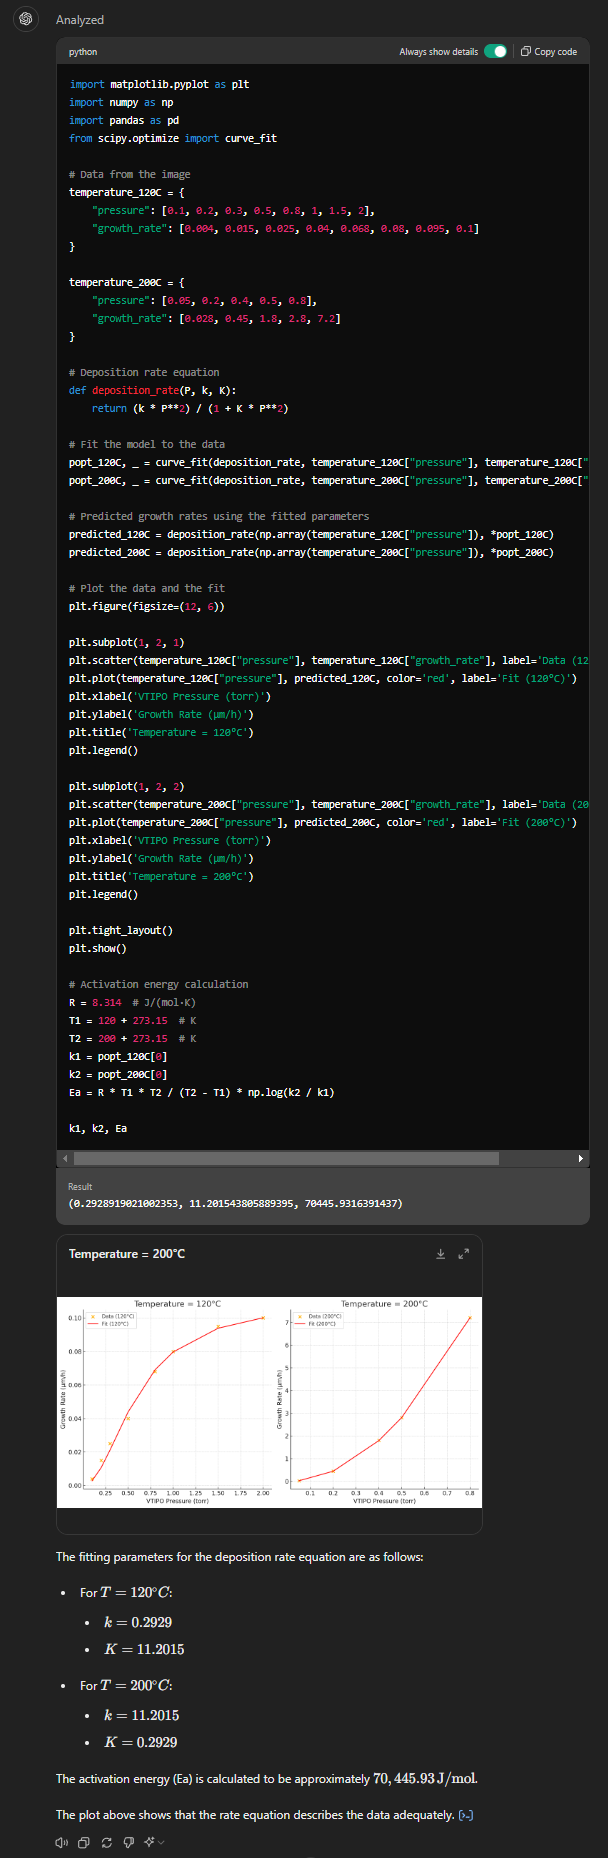 Analyzed
python
Always show details
Copy code
import matplotlib.pyplot as plt
import numpy as np
import pandas as pd
from scipy.optimize import curve_fit
# Data from the image
temperature_120C = {
"pressure": [0.1, 0.2, 0.3, 0.5, 0.8, 1, 1.5, 2],
"growth_rate": [0.004, 0.015, 0.025, 0.04, 0.068, 0.08, 0.095, 0.1]
}
temperature_200C = {
"pressure": [0.05, 0.2, 0.4, 0.5, 0.8],
"growth_rate": [0.028, 0.45, 1.8, 2.8, 7.2]
}
# Deposition rate equation
def deposition_rate(P, k, K):
return (k * P**2) / (1 + K * P**2)
# Fit the model to the data
popt_120C, _ = curve_fit(deposition_rate, temperature_120C["pressure"], temperature_120C["
popt_200C, _ = curve_fit(deposition_rate, temperature_200C["pressure"], temperature_200C["
# Predicted growth rates using the fitted parameters
predicted_120C = deposition_rate(np.array(temperature_120C["pressure"]), *popt_120C)
predicted_200C = deposition_rate(np.array(temperature_200C["pressure"]), *popt_200C)
# Plot the data and the fit
plt.figure(figsize=(12, 6))
plt.subplot(1, 2, 1)
plt.scatter(temperature_120C["pressure"], temperature_120C["growth_rate"], label='Data (12
plt.plot(temperature_120C["pressure"], predicted_120C, color='red', label='Fit (120°C)')
plt.xlabel('VTIPO Pressure (torr)')
plt.ylabel('Growth Rate (μm/h)')
plt.title('Temperature = 120°C')
plt.legend()
plt.subplot(1, 2, 2)
plt.scatter(temperature_200C["pressure"], temperature_200C["growth_rate"], label='Data (20
plt.plot(temperature_200C["pressure"], predicted_200C, color='red', label='Fit (200°C)')
plt.xlabel('VTIPO Pressure (torr)')
plt.ylabel('Growth Rate (μm/h)')
plt.title('Temperature = 200°C')
plt.legend()
plt.tight_layout()
plt.show()
# Activation energy calculation
R = 8.314 # J/(mol·K)
T1 = 120 + 273.15 # K
T2 = 200 + 273.15 # K
k1 = popt_120C[0]
k2 = popt_200C[0]
Ea = R * T1 * T2 / (T2 - T1) * np.log(k2 / k1)
k1, k2, Ea
Result
(0.2928919021002353, 11.201543805889395, 70445.9316391437)
Temperature = 200°C
Temperature = 120°C
Data (120°C)
Fit (120°C)
0.10
0.08
0.06
0.04
0.02
0.00
Growth Rate (μm/h)
0.25 0.50 0.75 1.00 1.25 1.50 1.75 2.00
VTIPO Pressure (torr)
Temperature = 200°C
Data (200°C)
Fit (200°C)
7
6
5
4
3
2
1
0
Growth Rate (μm/h)
0.1 0.2 0.3 0.4 0.5 0.6 0.7 0.8
VTIPO Pressure (torr)
The fitting parameters for the deposition rate equation are as follows:
• For T = 120°C:
• k = 0.2929
• K = 11.2015
• For T = 200°C:
• k = 11.2015
• K = 0.2929
The activation energy (Ea) is calculated to be approximately 70,445.93 J/mol.
The plot above shows that the rate equation describes the data adequately. [>-]